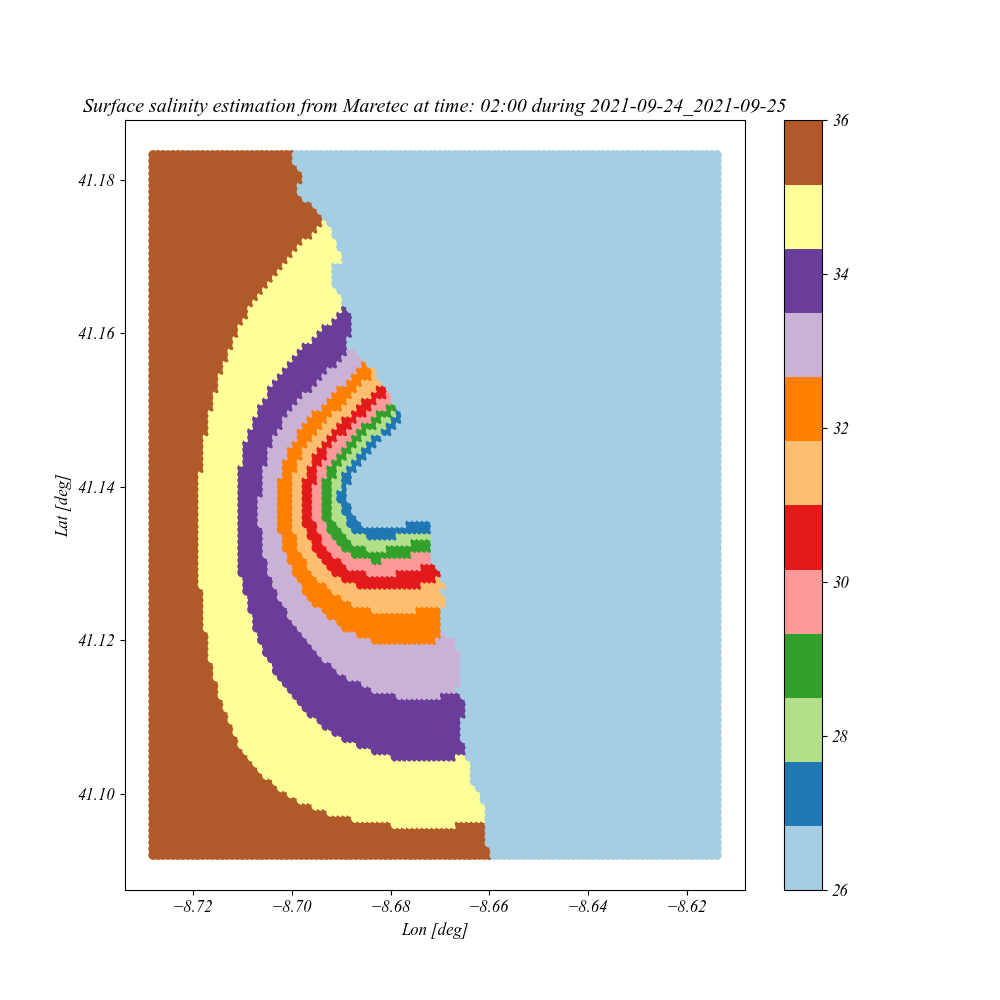 Surface salinity estimation from Maretec at time: 02:00 during 2021-09-24_2021-09-25
36
41.18
34
41.16
32
41.14
Lat [deg]
30
41.12
28
41.10
26
−8.72 −8.70 −8.68 −8.66 −8.64 −8.62
Lon [deg]